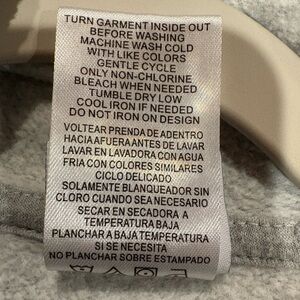 TURN GARMENT INSIDE OUT
BEFORE WASHING
MACHINE WASH COLD
WITH LIKE COLORS
GENTLE CYCLE
ONLY NON-CHLORINE
BLEACH WHEN NEEDED
TUMBLE DRY LOW
COOL IRON IF NEEDED
DO NOT IRON ON DESIGN
VOLTEAR PRENDA DE ADENTRO
HACIA AFUERA ANTES DE LAVAR
LAVAR EN LAVADORA CON AGUA
FRIA CON COLORES SIMILARES
CICLO DELICADO
SOLAMENTE BLANQUEADOR SIN
CLORO CUANDO SEA NECESARIO
SECAR EN SECADORA A
TEMPERATURA BAJA
PLANCHAR A BAJA TEMPERATURA
SI SE NECESITA
NO PLANCHAR SOBRE ESTAMPADO